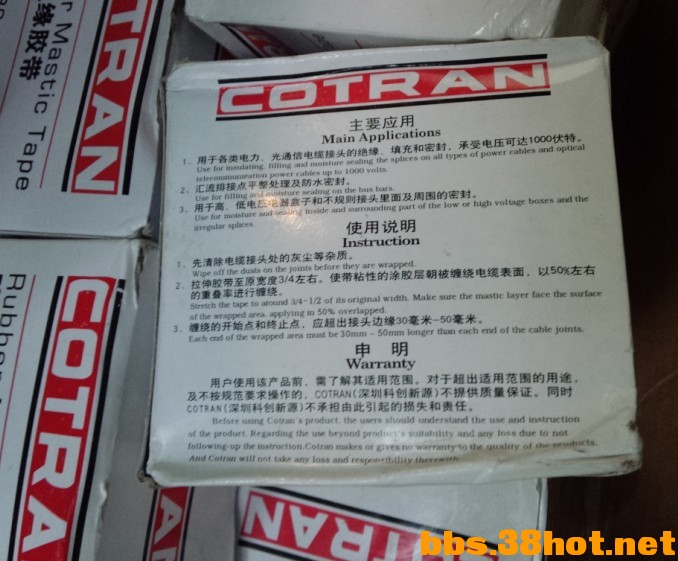 COTRAN
主要应用
Main Applications
1、用于各类电力、光通信电缆接头的绝缘、填充和密封，承受电压可达1000伏特。
Use for insulating, filling and moisture sealing the splices on all types of power cables and optical
telecommunication power cables up to 1000 volts.
2、汇流排接点平整处理及防水密封。
Use for filling and moisture sealing on the bus bars.
3、用于高、低电压电器盒子和不规则接头里面及周围的密封。
Use for moisture and sealing inside and surrounding part of the low or high voltage boxes and the
irregular splices.
使用说明
Instruction
1、先清除电缆接头处的灰尘等杂质。
Wipe off the dusts on the joints before they are wrapped.
2、拉伸胶带至原宽度3/4左右。使带粘性的涂胶层朝被缠绕电缆表面，以50%左右
的重叠率进行缠绕。
Stretch the tape to around 3/4-1/2 of its original width. Make sure the mastic layer face the surface
of the wrapped area, applying in 50% overlapped.
3、缠绕的开始点和终止点，应超出接头边缘30毫米-50毫米。
Each end of the wrapped area must be 30mm - 50mm longer than each end of the cable joints.
申 明
Warranty
用户使用该产品前，需了解其适用范围。对于超出适用范围的用途，
及不按规范要求操作的，COTRAN(深圳科创新源)不提供质量保证。同时
COTRAN(深圳科创新源)不承担由此引起的损失和责任。
Before using Cotran's product, the users should understand the use and instruction
of the product. Regarding the use beyond product's suitability and any loss due to not
following-up the instruction.Cotran makes or gives no warranty to the quality of the products.
And Cotran will not take any loss and responsibility therewith.
TRAN
缘胶带
r Mastic Tape
COTRAN
Rubber
COTRAN
bbs.38hot.net